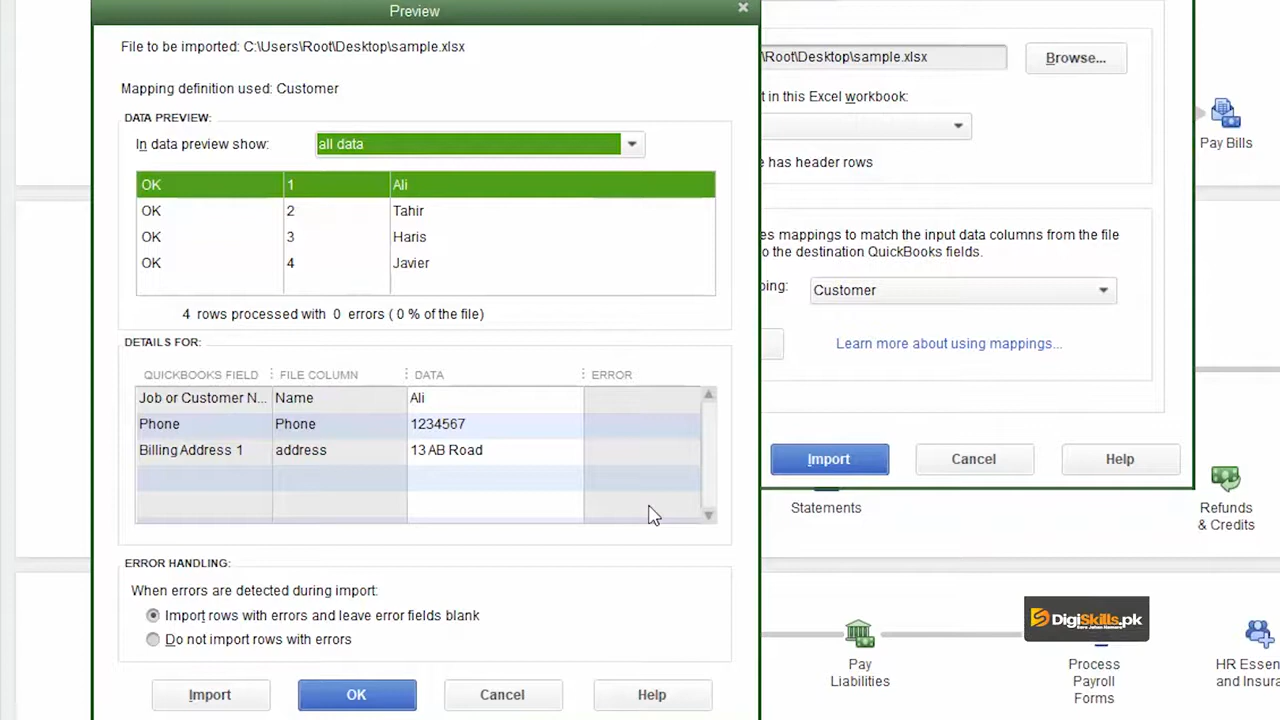 Preview
File to be imported: C:\Users\Root\Desktop\sample.xlsx
Mapping definition used: Customer
DATA PREVIEW:
In data preview show: all data
OK 1 Ali
OK 2 Tahir
OK 3 Haris
OK 4 Javier
4 rows processed with 0 errors ( 0 % of the file)
DETAILS FOR:
QUICKBOOKS FIELD FILE COLUMN DATA ERROR
Job or Customer N... Name Ali
Phone Phone 1234567
Billing Address 1 address 13 AB Road
ERROR HANDLING:
When errors are detected during import:
Import rows with errors and leave error fields blank
Do not import rows with errors
Import OK Cancel Help
\Root\Desktop\sample.xlsx Browse...
t in this Excel workbook:
e has header rows
es mappings to match the input data columns from the file
o the destination QuickBooks fields.
ping: Customer
Learn more about using mappings...
Import Cancel Help
Pay Bills
Statements
Refunds
& Credits
DigiSkills.pk
Pay
Liabilities
Process
Payroll
Forms
HR Essen
and Insura